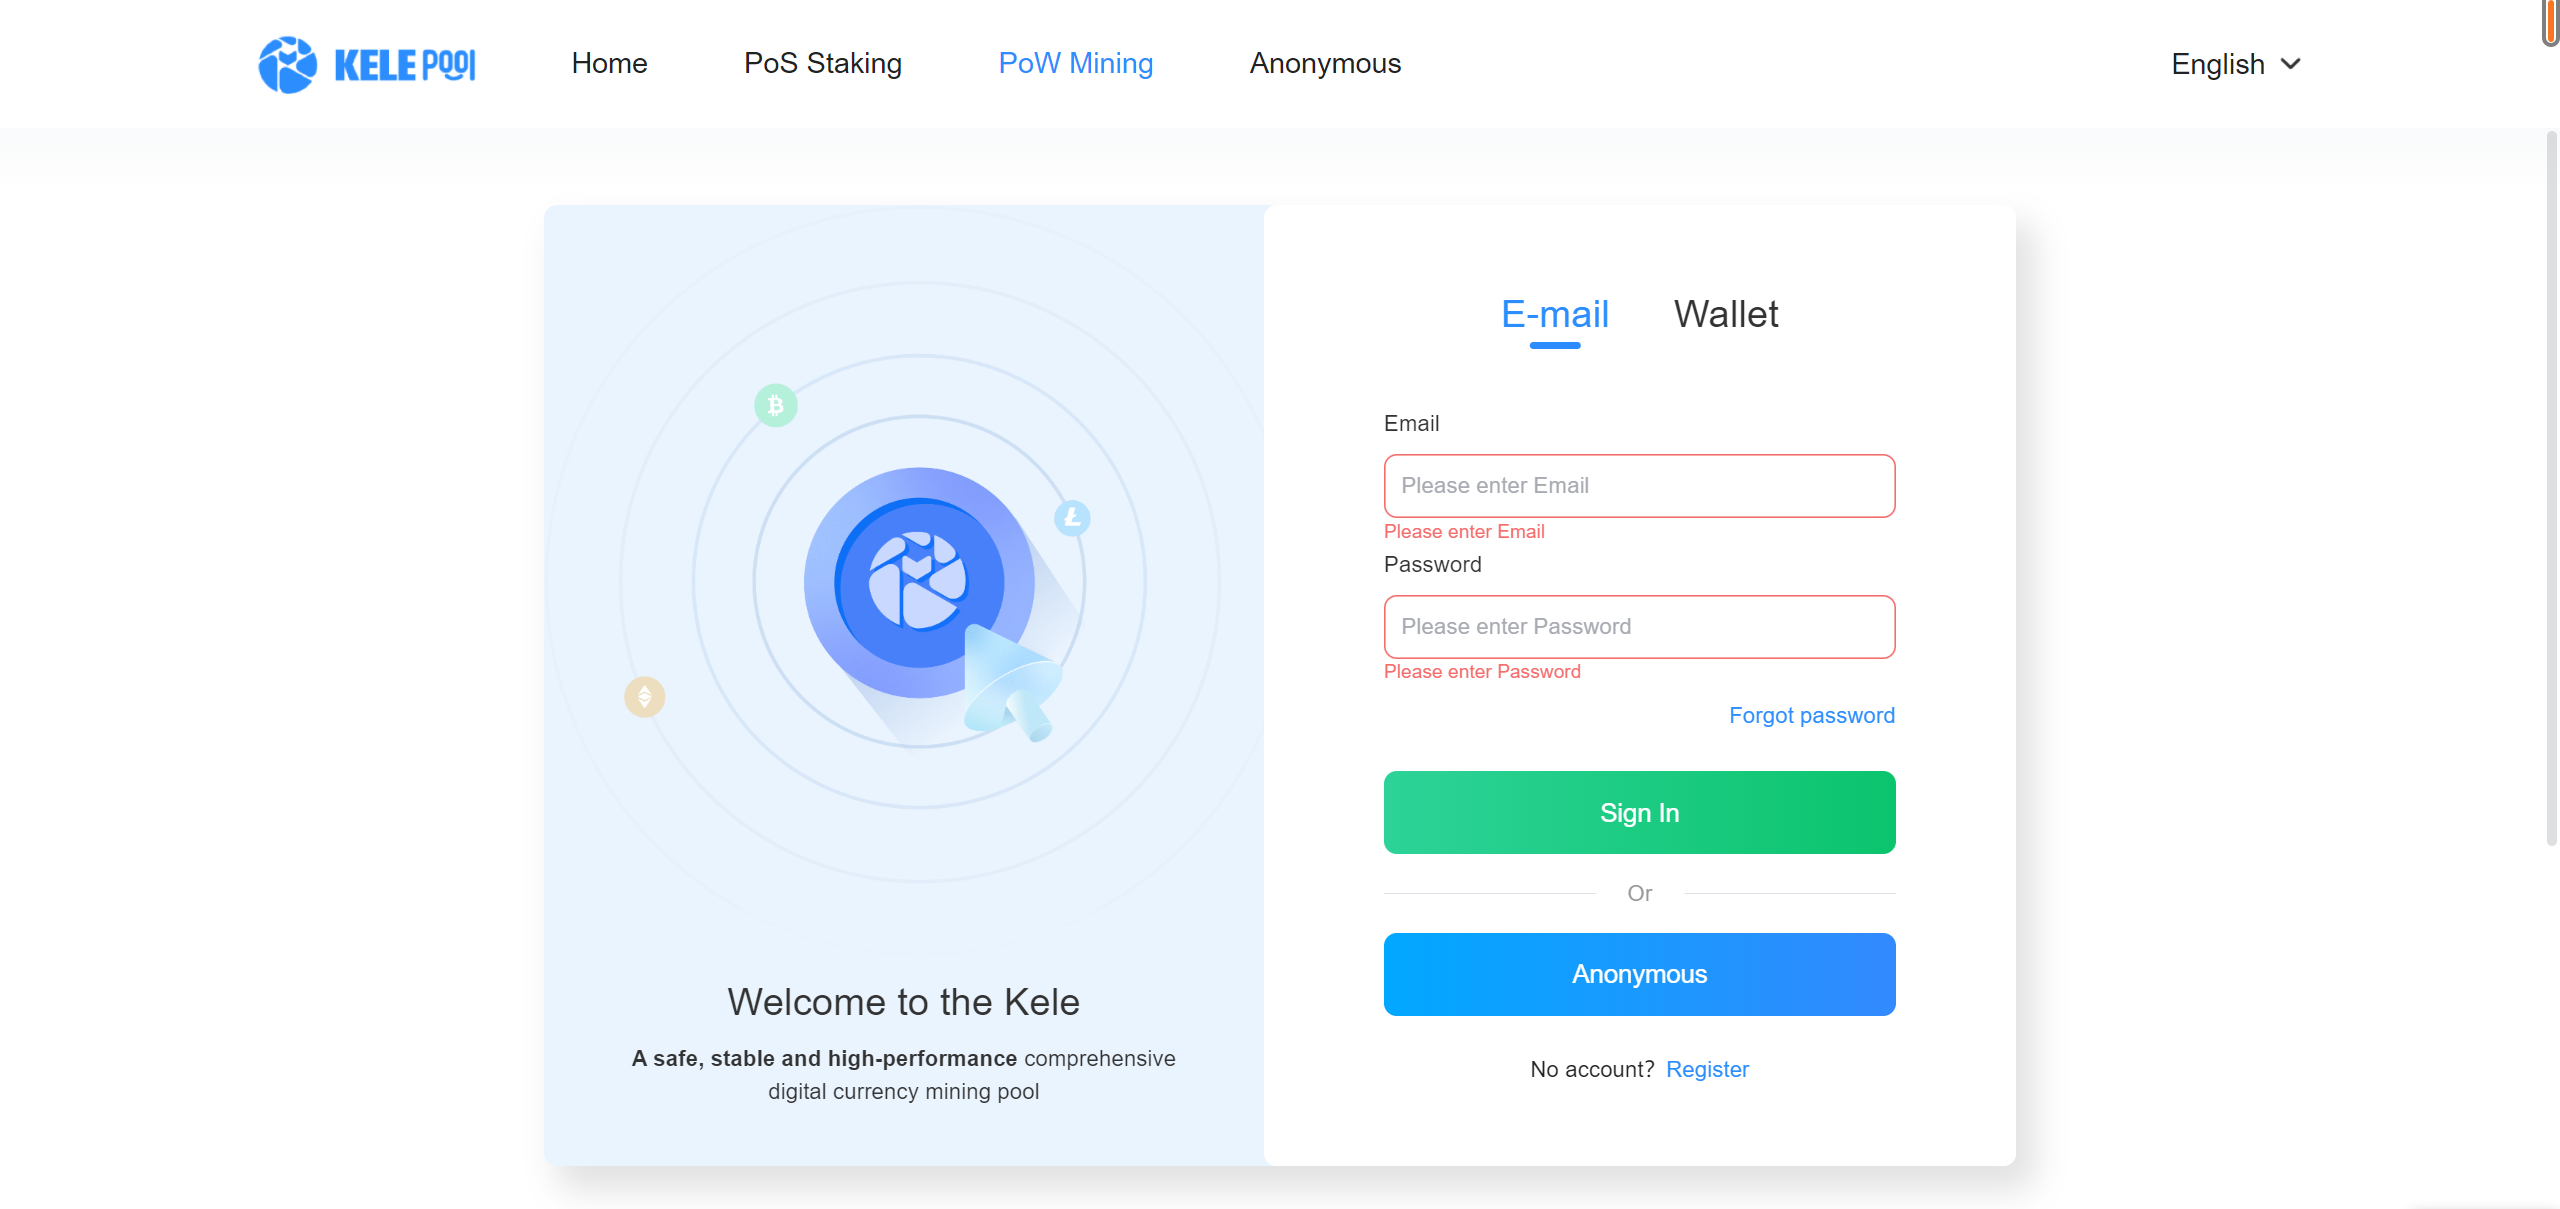 KELE POOl
Home
PoS Staking
PoW Mining
Anonymous
English
E-mail
Wallet
Email
Please enter Email
Please enter Email
Password
Please enter Password
Please enter Password
Forgot password
Sign In
Or
Anonymous
No account? Register
Welcome to the Kele
A safe, stable and high-performance comprehensive
digital currency mining pool